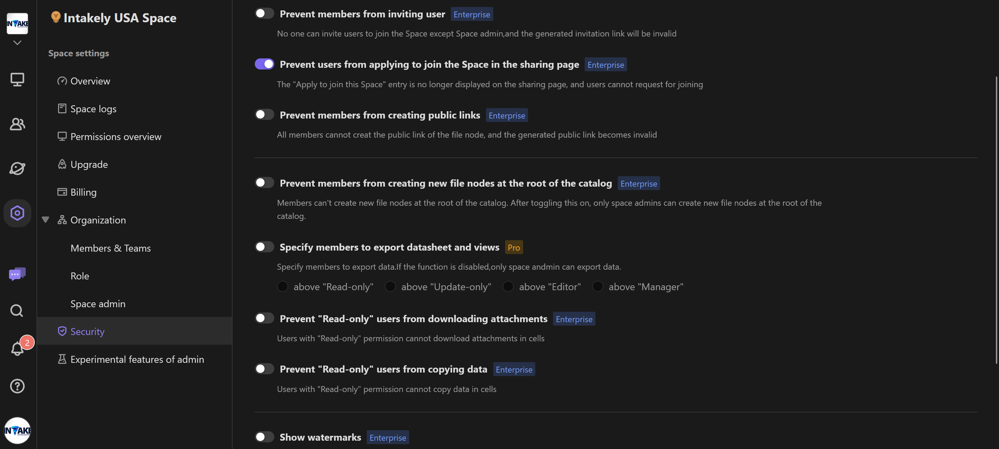 INTAKE
Intakely USA Space
Space settings
Overview
Space logs
Permissions overview
Upgrade
Billing
Organization
Members & Teams
Role
Space admin
Security
Experimental features of admin
2
INTAKE
Prevent members from inviting user Enterprise
No one can invite users to join the Space except Space admin,and the generated invitation link will be invalid
Prevent users from applying to join the Space in the sharing page Enterprise
The "Apply to join this Space" entry is no longer displayed on the sharing page, and users cannot request for joining
Prevent members from creating public links Enterprise
All members cannot creat the public link of the file node, and the generated public link becomes invalid
Prevent members from creating new file nodes at the root of the catalog Enterprise
Members can't create new file nodes at the root of the catalog. After toggling this on, only space admins can create new file nodes at the root of the
catalog.
Specify members to export datasheet and views Pro
Specify members to export data.If the function is disabled,only space andmin can export data.
above "Read-only" above "Update-only" above "Editor" above "Manager"
Prevent "Read-only" users from downloading attachments Enterprise
Users with "Read-only" permission cannot download attachments in cells
Prevent "Read-only" users from copying data Enterprise
Users with "Read-only" permission cannot copy data in cells
Show watermarks Enterprise